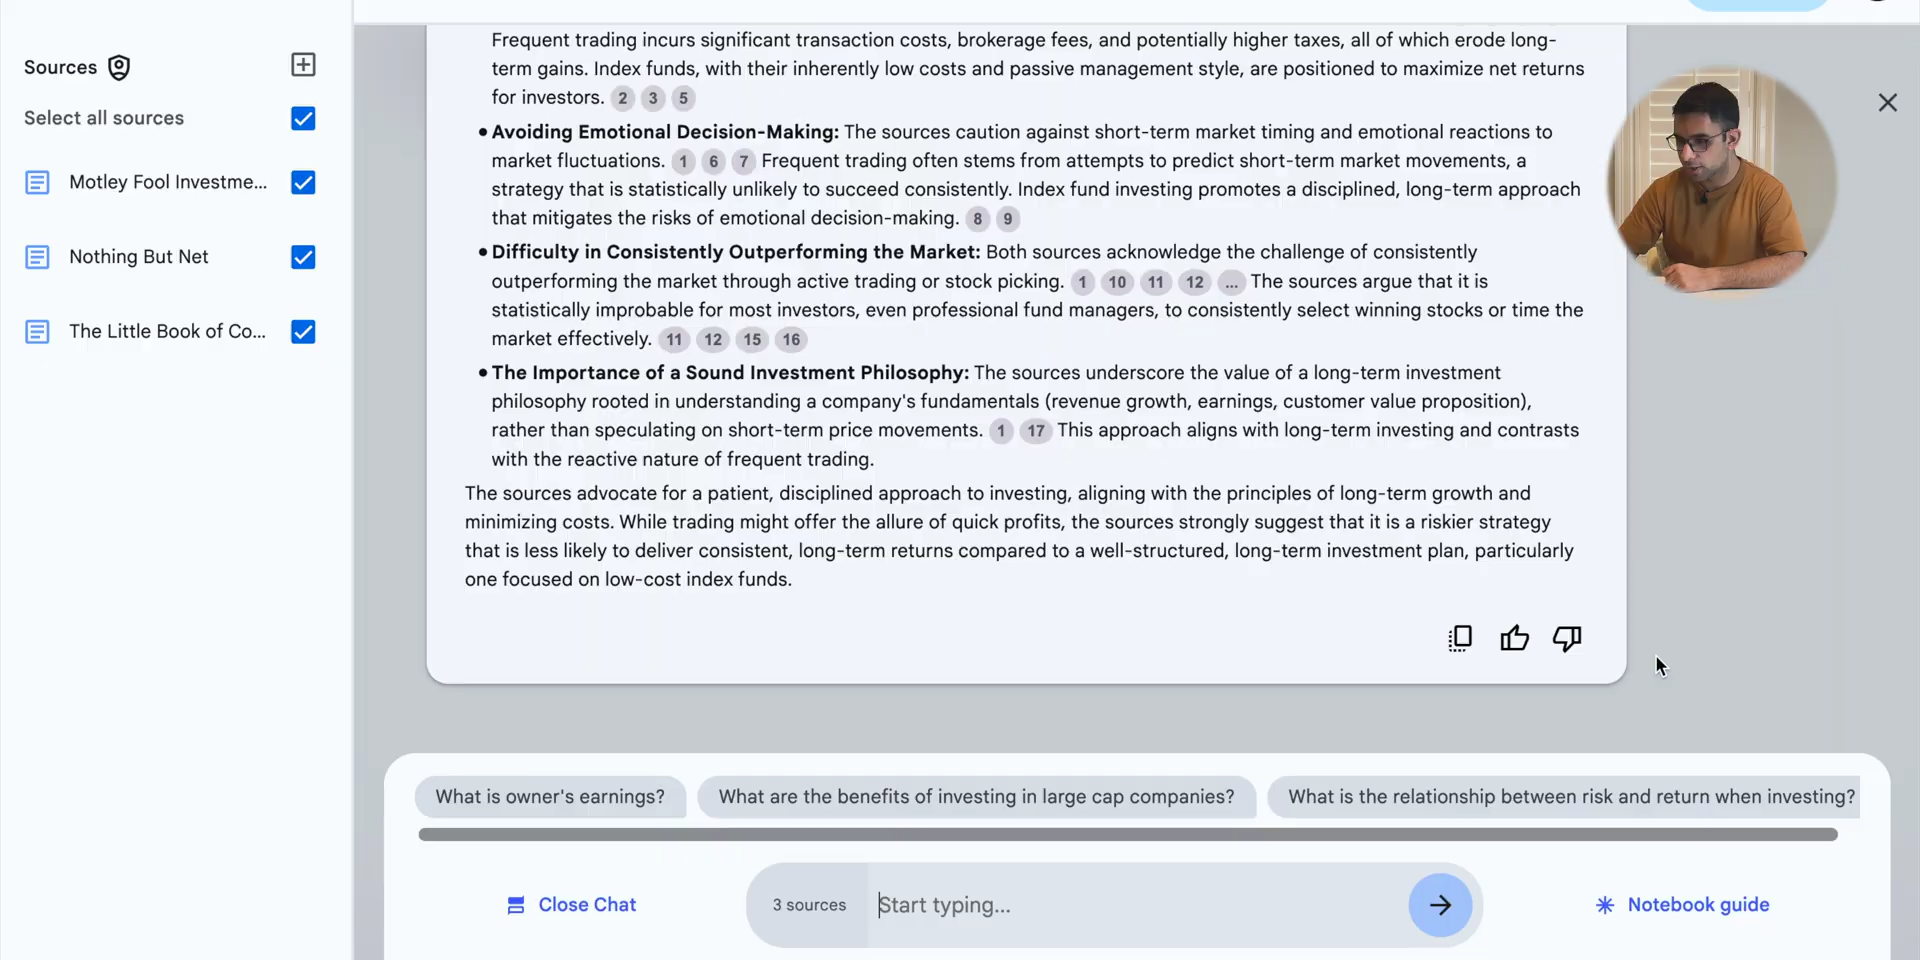 Sources
Select all sources
Motley Fool Investme...
Nothing But Net
The Little Book of Co...
Frequent trading incurs significant transaction costs, brokerage fees, and potentially higher taxes, all of which erode long-
term gains. Index funds, with their inherently low costs and passive management style, are positioned to maximize net returns
for investors. 2 3 5
• Avoiding Emotional Decision-Making: The sources caution against short-term market timing and emotional reactions to
market fluctuations. 1 6 7 Frequent trading often stems from attempts to predict short-term market movements, a
strategy that is statistically unlikely to succeed consistently. Index fund investing promotes a disciplined, long-term approach
that mitigates the risks of emotional decision-making. 8 9
• Difficulty in Consistently Outperforming the Market: Both sources acknowledge the challenge of consistently
outperforming the market through active trading or stock picking. 1 10 11 12 ... The sources argue that it is
statistically improbable for most investors, even professional fund managers, to consistently select winning stocks or time the
market effectively. 11 12 15 16
• The Importance of a Sound Investment Philosophy: The sources underscore the value of a long-term investment
philosophy rooted in understanding a company's fundamentals (revenue growth, earnings, customer value proposition),
rather than speculating on short-term price movements. 1 17 This approach aligns with long-term investing and contrasts
with the reactive nature of frequent trading.
The sources advocate for a patient, disciplined approach to investing, aligning with the principles of long-term growth and
minimizing costs. While trading might offer the allure of quick profits, the sources strongly suggest that it is a riskier strategy
that is less likely to deliver consistent, long-term returns compared to a well-structured, long-term investment plan, particularly
one focused on low-cost index funds.
What is owner's earnings?
What are the benefits of investing in large cap companies?
What is the relationship between risk and return when investing?
Close Chat
3 sources
Start typing...
Notebook guide